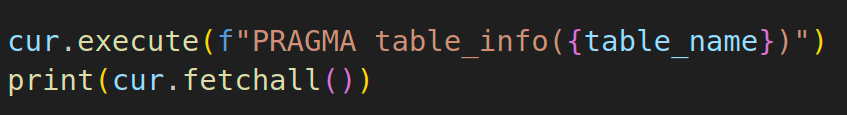 cur.execute(f"PRAGMA table_info({table_name})")
print(cur.fetchall())